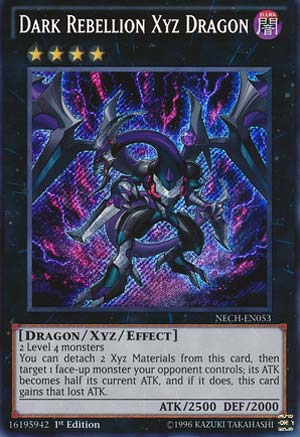 DARK REBELLION XYZ DRAGON
DARK
闇
NECH-EN053
[DRAGON/XYZ/EFFECT]
2 Level 4 monsters
You can detach 2 Xyz Materials from this card, then
target 1 face-up monster your opponent controls; its ATK
becomes half its current ATK, and if it does, this card
gains that lost ATK.
ATK/2500 DEF/2000
16195942 1st Edition ©1996 KAZUKI TAKAHASHI